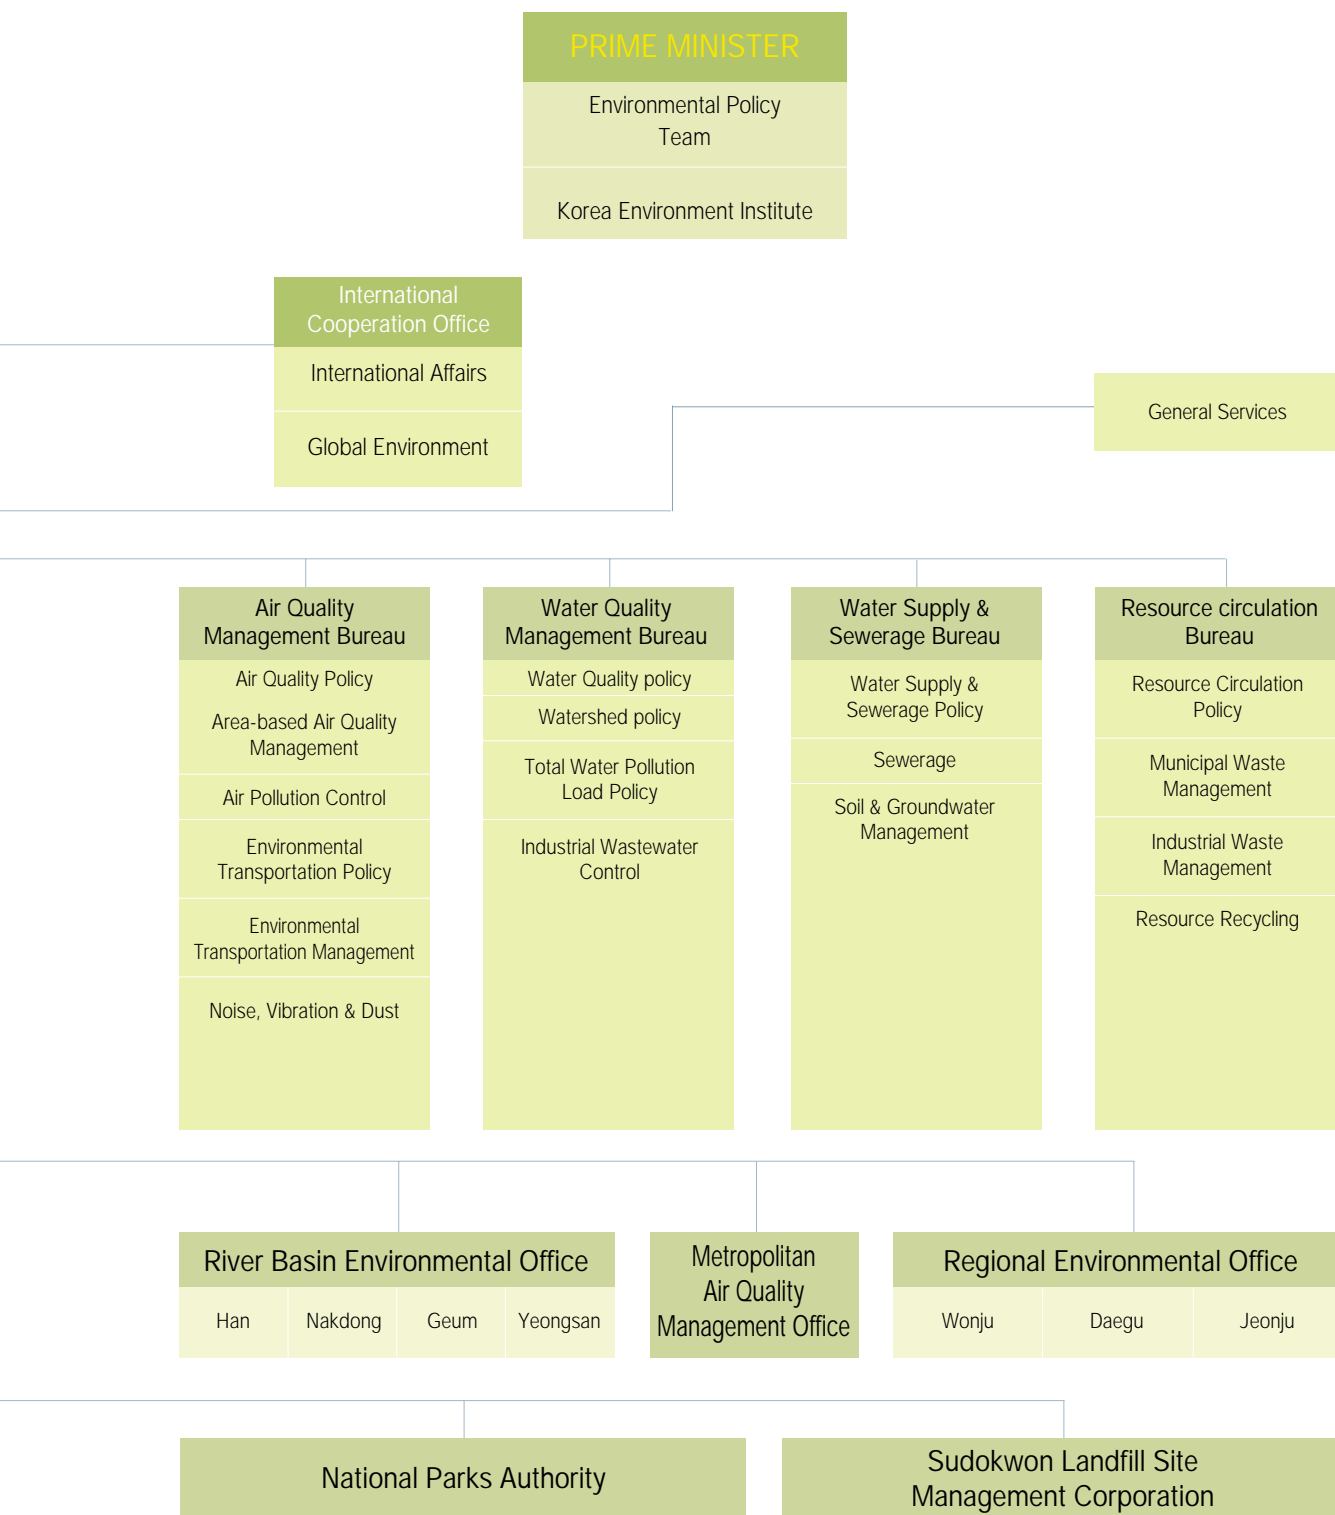 PRIME MINISTER
Environmental Policy
Team
Korea Environment Institute
International
Cooperation Office
International Affairs
Global Environment
General Services
Air Quality
Management Bureau
Air Quality Policy
Area-based Air Quality
Management
Air Pollution Control
Environmental
Transportation Policy
Environmental
Transportation Management
Noise, Vibration & Dust
Water Quality
Management Bureau
Water Quality policy
Watershed policy
Total Water Pollution
Load Policy
Industrial Wastewater
Control
Water Supply &
Sewerage Bureau
Water Supply &
Sewerage Policy
Sewerage
Soil & Groundwater
Management
Resource circulation
Bureau
Resource Circulation
Policy
Municipal Waste
Management
Industrial Waste
Management
Resource Recycling
River Basin Environmental Office
Han
Nakdong
Geum
Yeongsan
Metropolitan
Air Quality
Management Office
Regional Environmental Office
Wonju
Daegu
Jeonju
National Parks Authority
Sudokwon Landfill Site
Management Corporation